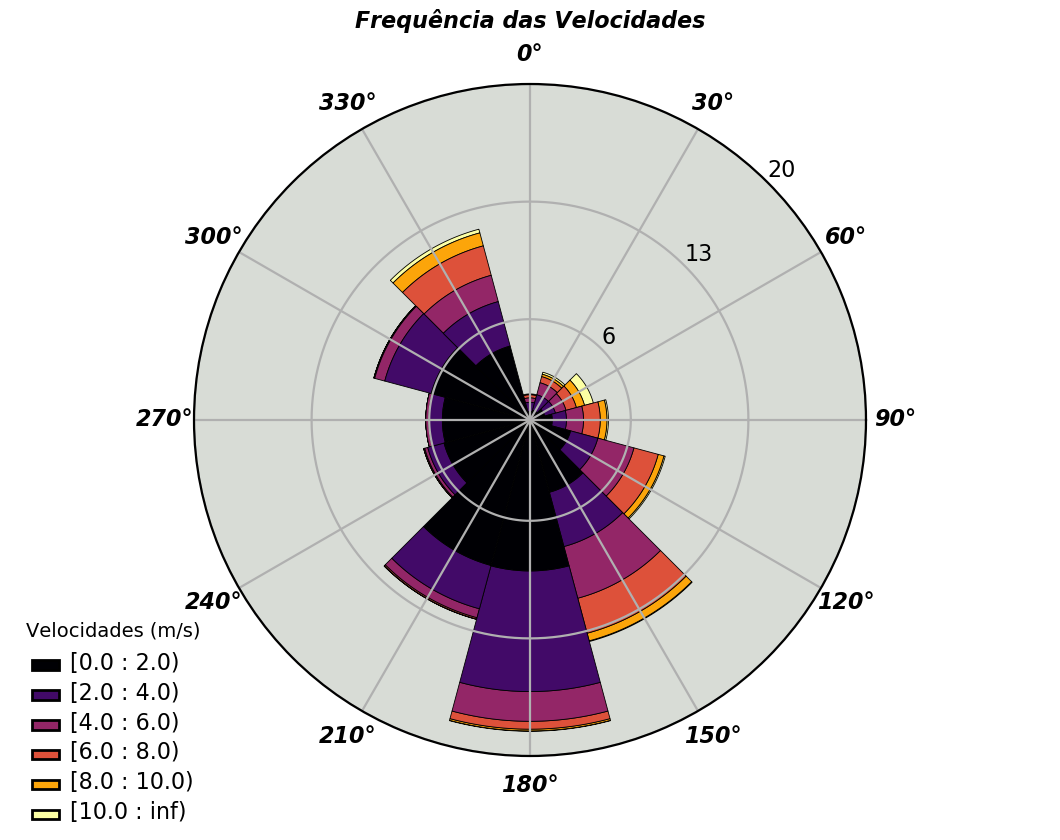 Frequência das Velocidades
0°
330°
30°
20
300°
60°
13
6
270°
90°
240°
120°
210°
150°
180°
Velocidades (m/s)
[0.0 : 2.0)
[2.0 : 4.0)
[4.0 : 6.0)
[6.0 : 8.0)
[8.0 : 10.0)
[10.0 : inf)